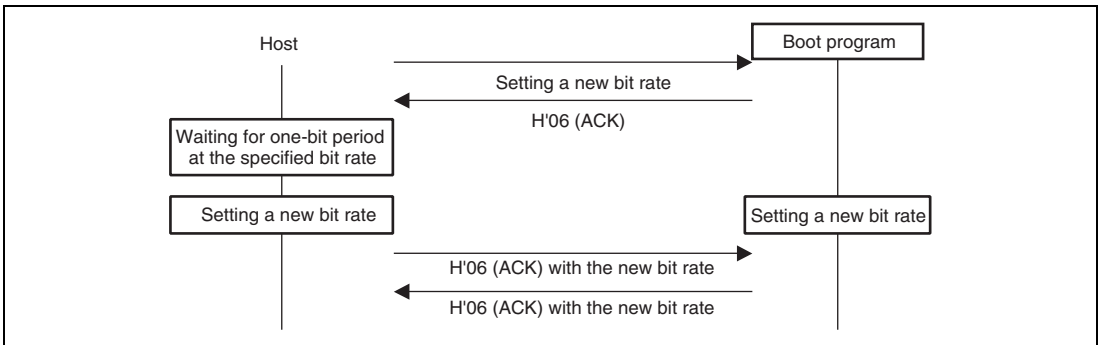 Host
Boot program
Setting a new bit rate
H'06 (ACK)
Waiting for one-bit period
at the specified bit rate
Setting a new bit rate
Setting a new bit rate
H'06 (ACK) with the new bit rate
H'06 (ACK) with the new bit rate